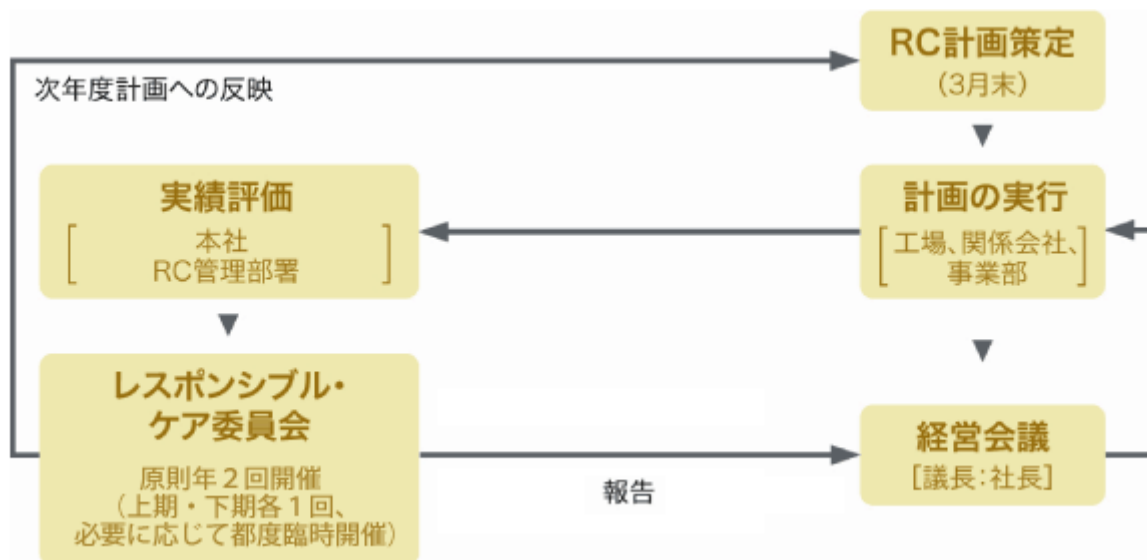 RC計画策定
(3月末)
次年度計画への反映
実績評価
本社
RC管理部署
計画の実行
工場、関係会社、
事業部
レスポンシブル・
ケア委員会
原則年2回開催
(上期・下期各1回、
必要に応じて都度臨時開催)
報告
経営会議
[議長:社長]